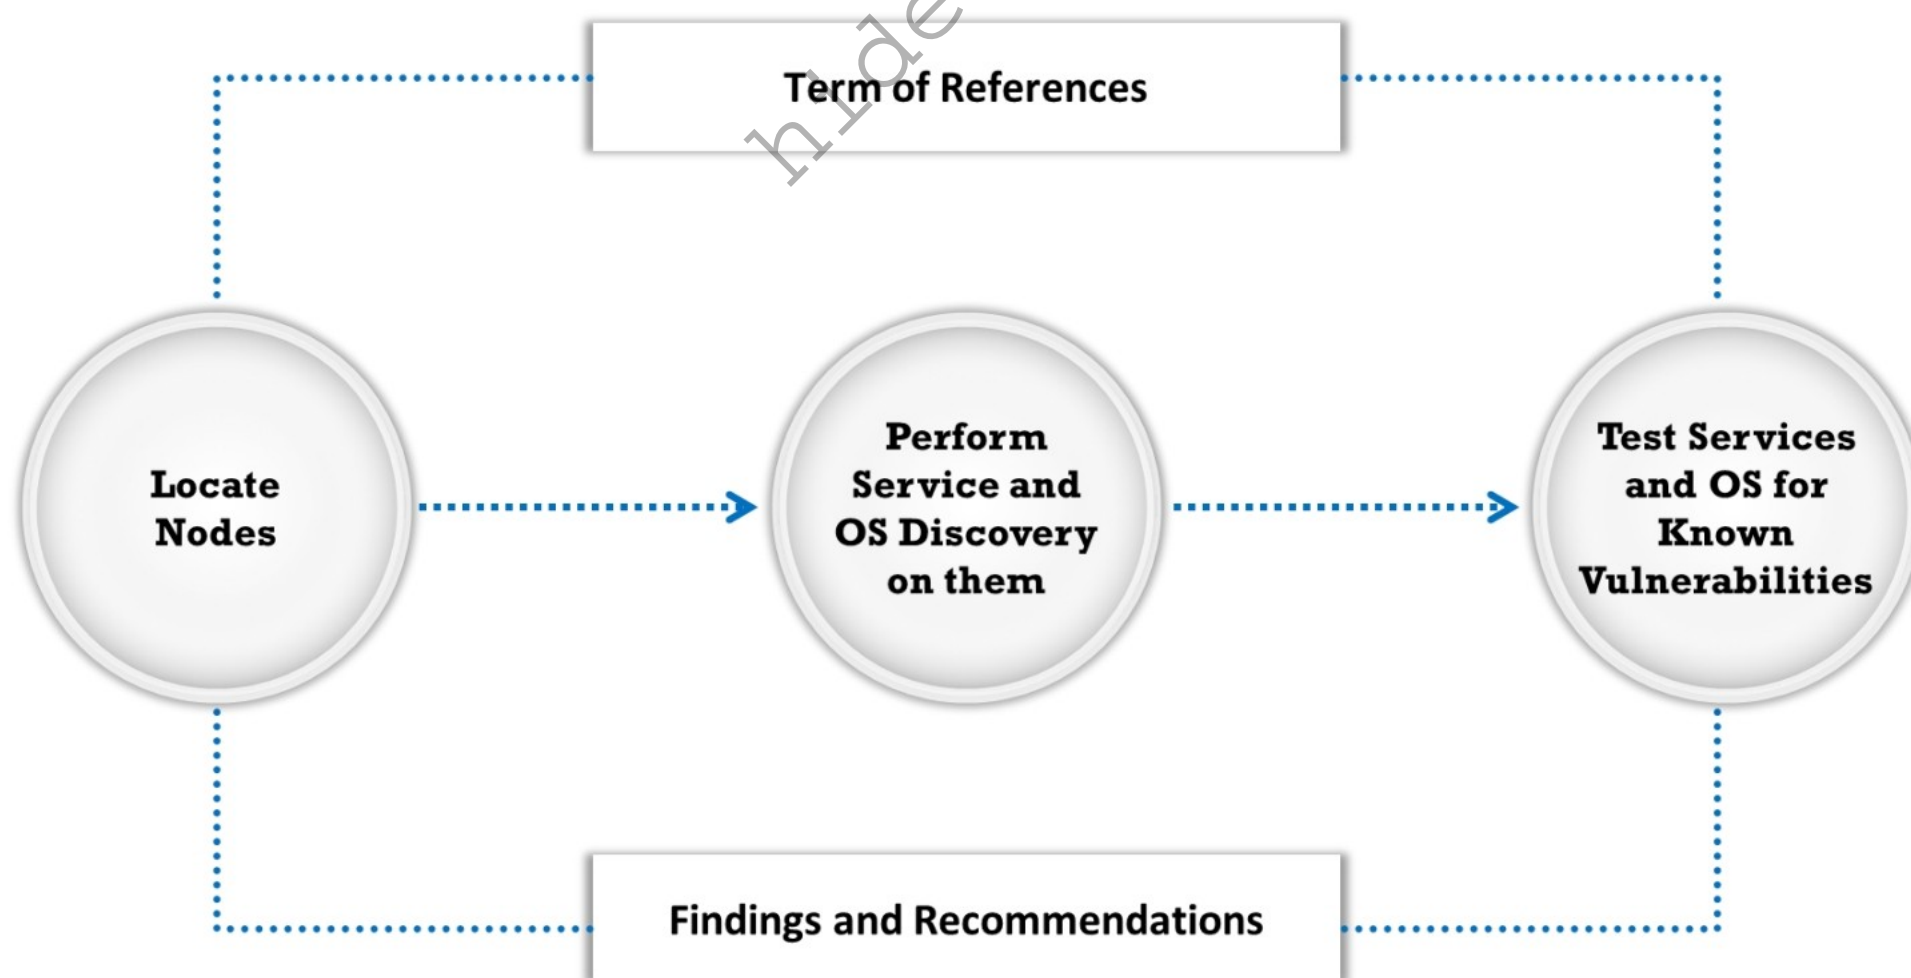 Term of References
hide
Locate
Nodes
Perform
Service and
OS Discovery
on them
Test Services
and OS for
Known
Vulnerabilities
Findings and Recommendations